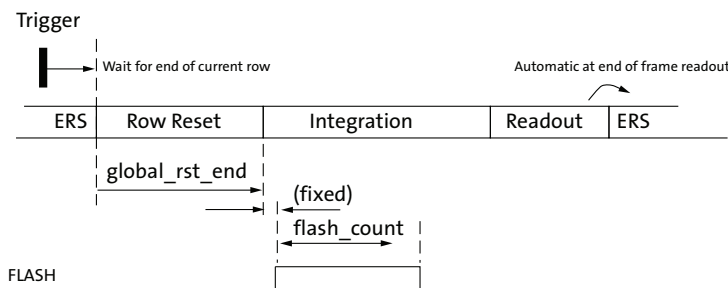 Trigger
Wait for end of current row
Automatic at end of frame readout
ERS Row Reset Integration Readout ERS
global_rst_end
(fixed)
flash_count
FLASH